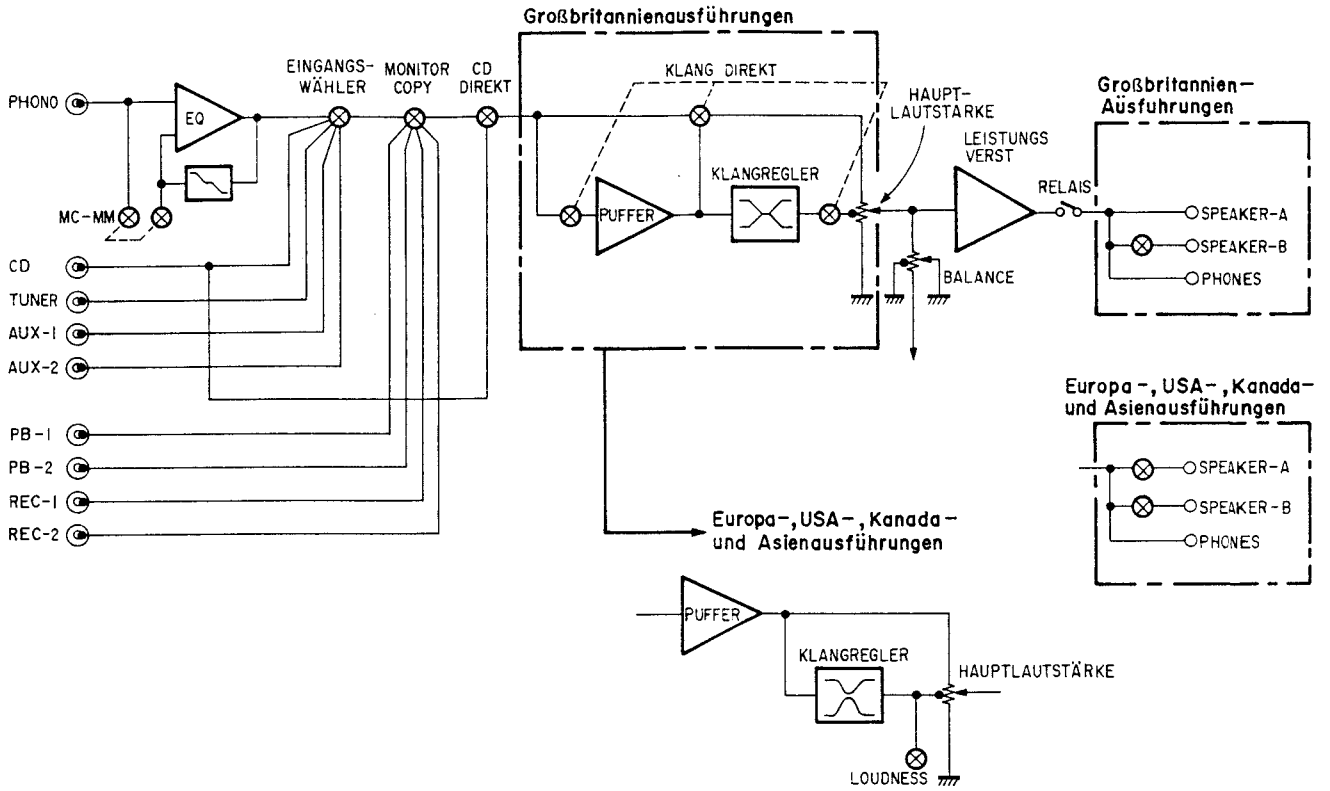 Großbritannienausführungen
EINGANGS-
WÄHLER
MONITOR
COPY
CD
DIREKT
KLANG DIREKT
HAUPT-
LAUTSTÄRKE
LEISTUNGS
VERST
RELAIS
Großbritannien-
Aüsfuhrungen
PHONO
EQ
MC-MM
PUFFER
KLANGREGLER
BALANCE
SPEAKER-A
SPEAKER-B
PHONES
CD
TUNER
AUX-1
AUX-2
PB-1
PB-2
REC-1
REC-2
Europa-, USA-, Kanada-
und Asienausführungen
SPEAKER-A
SPEAKER-B
PHONES
Europa-, USA-, Kanada-
und Asienausführungen
PUFFER
KLANGREGLER
HAUPTLAUTSTÄRKE
LOUDNESS